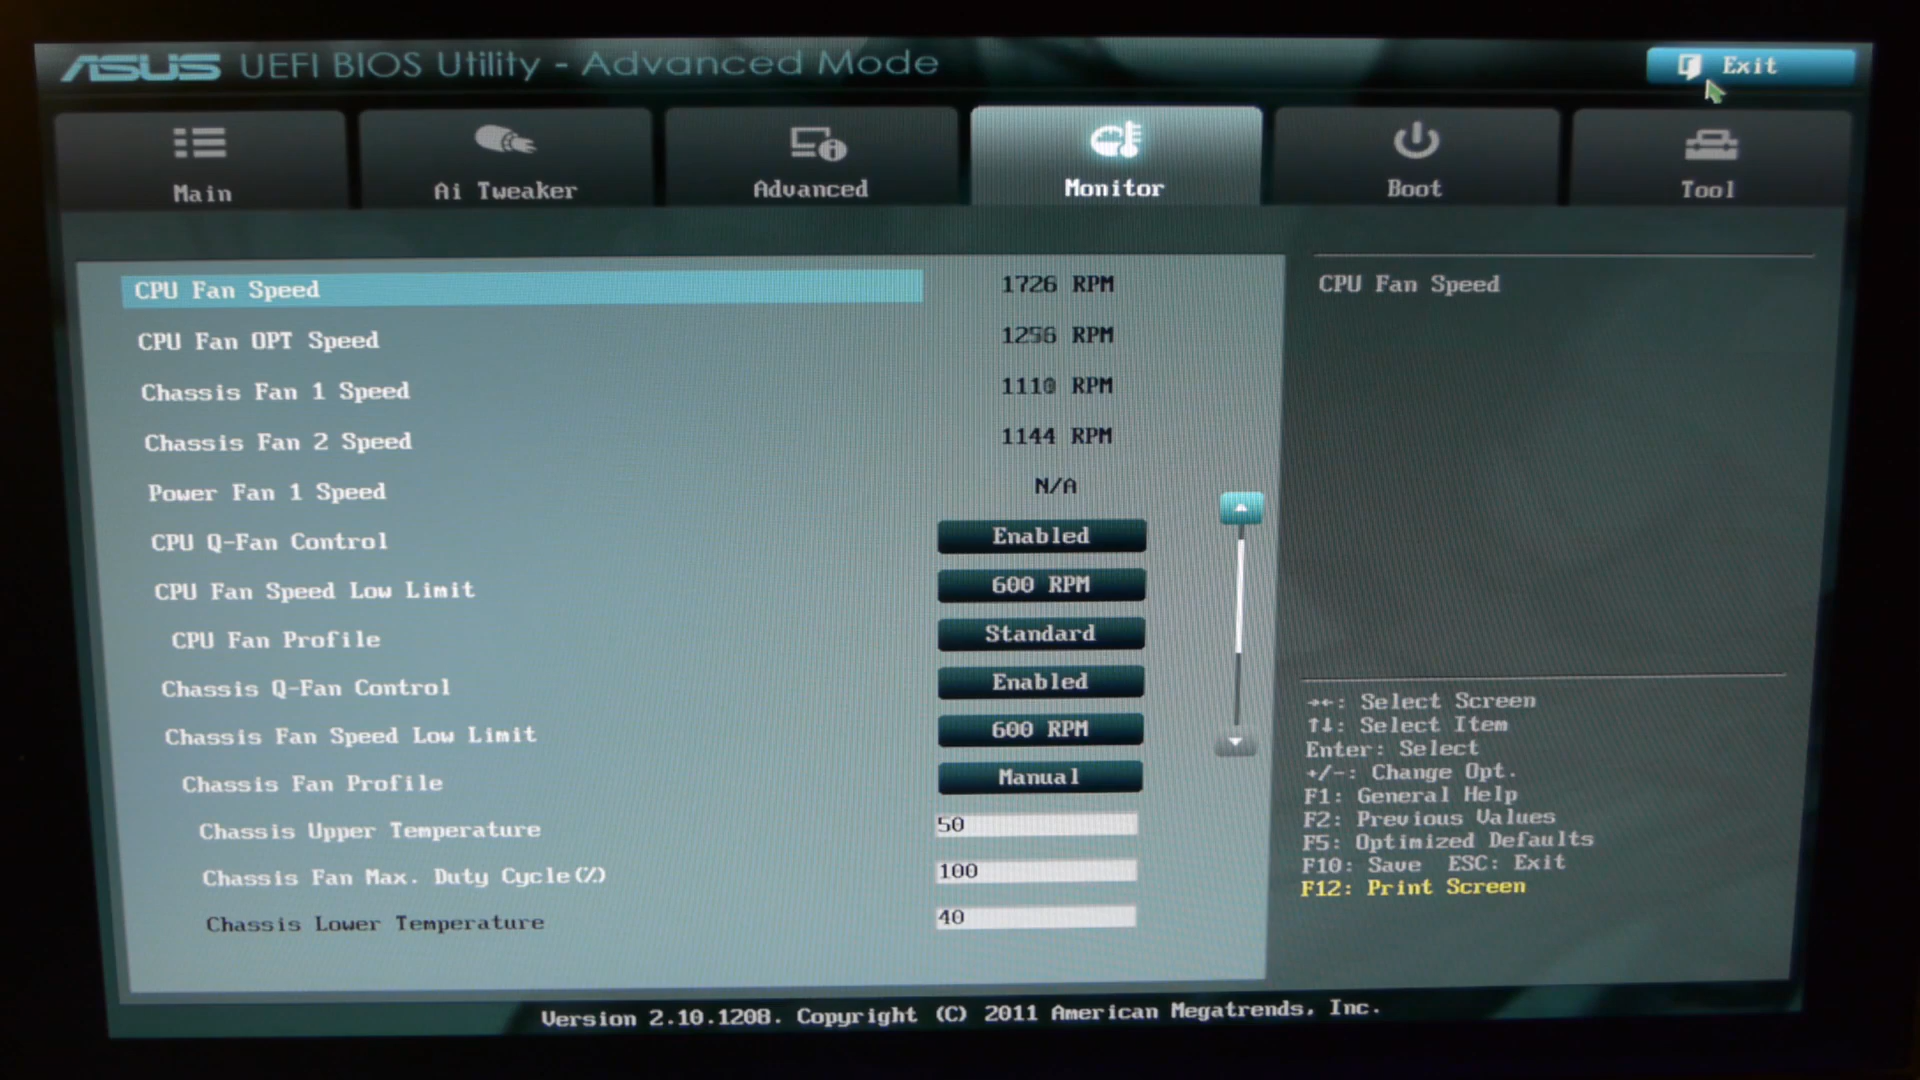 ASUS UEFI BIOS Utility - Advanced Mode
Exit
Main
Ai Tweaker
Advanced
Monitor
Boot
Tool
CPU Fan Speed 1726 RPM
CPU Fan OPT Speed 1256 RPM
Chassis Fan 1 Speed 1110 RPM
Chassis Fan 2 Speed 1144 RPM
Power Fan 1 Speed N/A
CPU Q-Fan Control Enabled
CPU Fan Speed Low Limit 600 RPM
CPU Fan Profile Standard
Chassis Q-Fan Control Enabled
Chassis Fan Speed Low Limit 600 RPM
Chassis Fan Profile Manual
Chassis Upper Temperature 50
Chassis Fan Max. Duty Cycle(%) 100
Chassis Lower Temperature 40
CPU Fan Speed
→←: Select Screen
↑↓: Select Item
Enter: Select
+/-: Change Opt.
F1: General Help
F2: Previous Values
F5: Optimized Defaults
F10: Save ESC: Exit
F12: Print Screen
Version 2.10.1208. Copyright (C) 2011 American Megatrends, Inc.